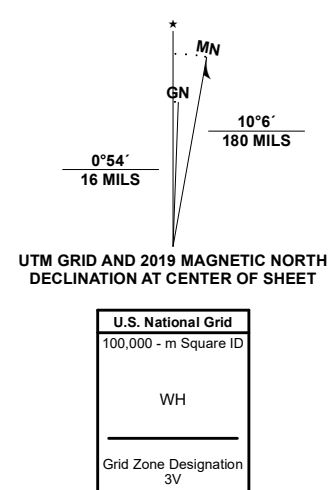 ★
MN
GN
10°6´
180 MILS
0°54´
16 MILS
UTM GRID AND 2019 MAGNETIC NORTH
DECLINATION AT CENTER OF SHEET
U.S. National Grid
100,000 - m Square ID
WH
Grid Zone Designation
3V